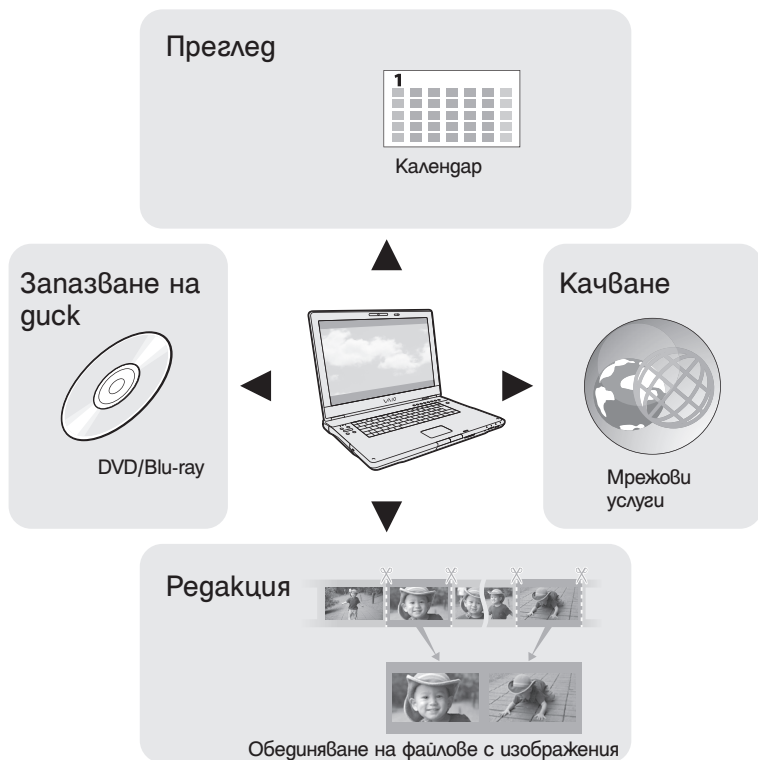 Преглед
1
Календар
Запазване на
диск
DVD/Blu-ray
VAIO
Качване
Мрежови
услуги
Редакция
Обединяване на файлове с изображения